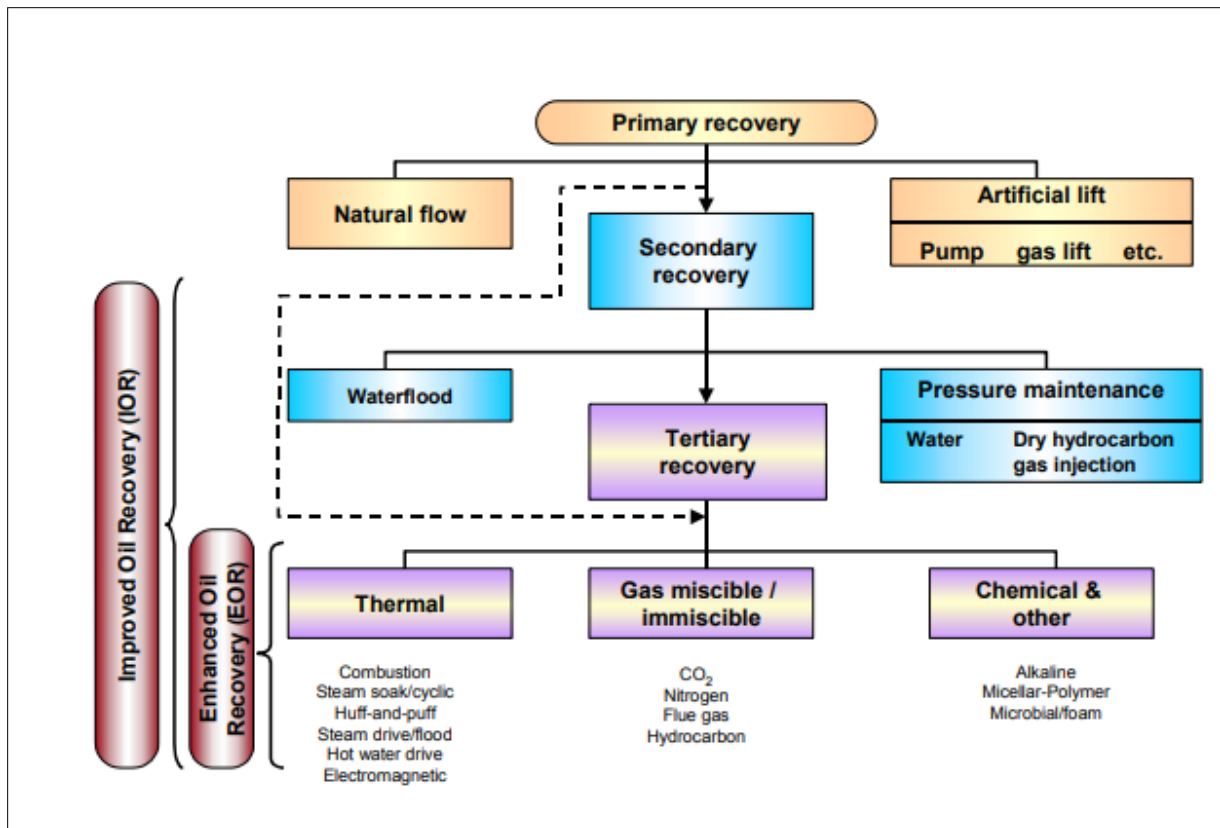 Primary recovery
Natural flow
Artificial lift
Pump gas lift etc.
Secondary
recovery
Waterflood
Pressure maintenance
Water Dry hydrocarbon
gas injection
Tertiary
recovery
Improved Oil Recovery (IOR)
Enhanced Oil
Recovery (EOR)
Thermal
Gas miscible /
immiscible
Chemical &
other
Combustion
Steam soak/cyclic
Huff-and-puff
Steam drive/flood
Hot water drive
Electromagnetic
CO₂
Nitrogen
Flue gas
Hydrocarbon
Alkaline
Micellar-Polymer
Microbial/foam